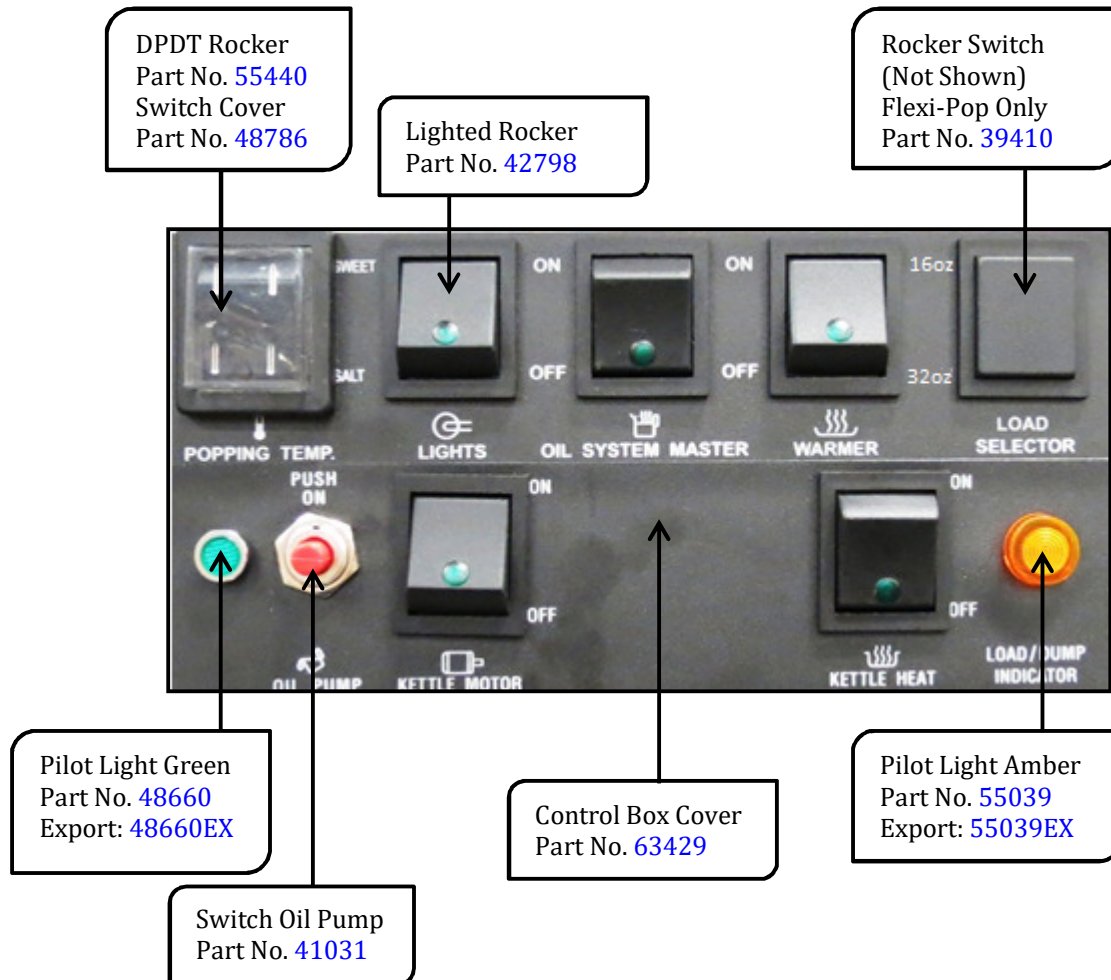 DPDT Rocker
Part No. 55440
Switch Cover
Part No. 48786
Lighted Rocker
Part No. 42798
Rocker Switch
(Not Shown)
Flexi-Pop Only
Part No. 39410
SWEET
SALT
ON
OFF
ON
OFF
16oz
32oz
POPPING TEMP.
LIGHTS
OIL SYSTEM MASTER
WARMER
LOAD
SELECTOR
PUSH
ON
ON
OFF
ON
OFF
OIL PUMP
KETTLE MOTOR
KETTLE HEAT
LOAD/DUMP
INDICATOR
Pilot Light Green
Part No. 48660
Export: 48660EX
Switch Oil Pump
Part No. 41031
Control Box Cover
Part No. 63429
Pilot Light Amber
Part No. 55039
Export: 55039EX